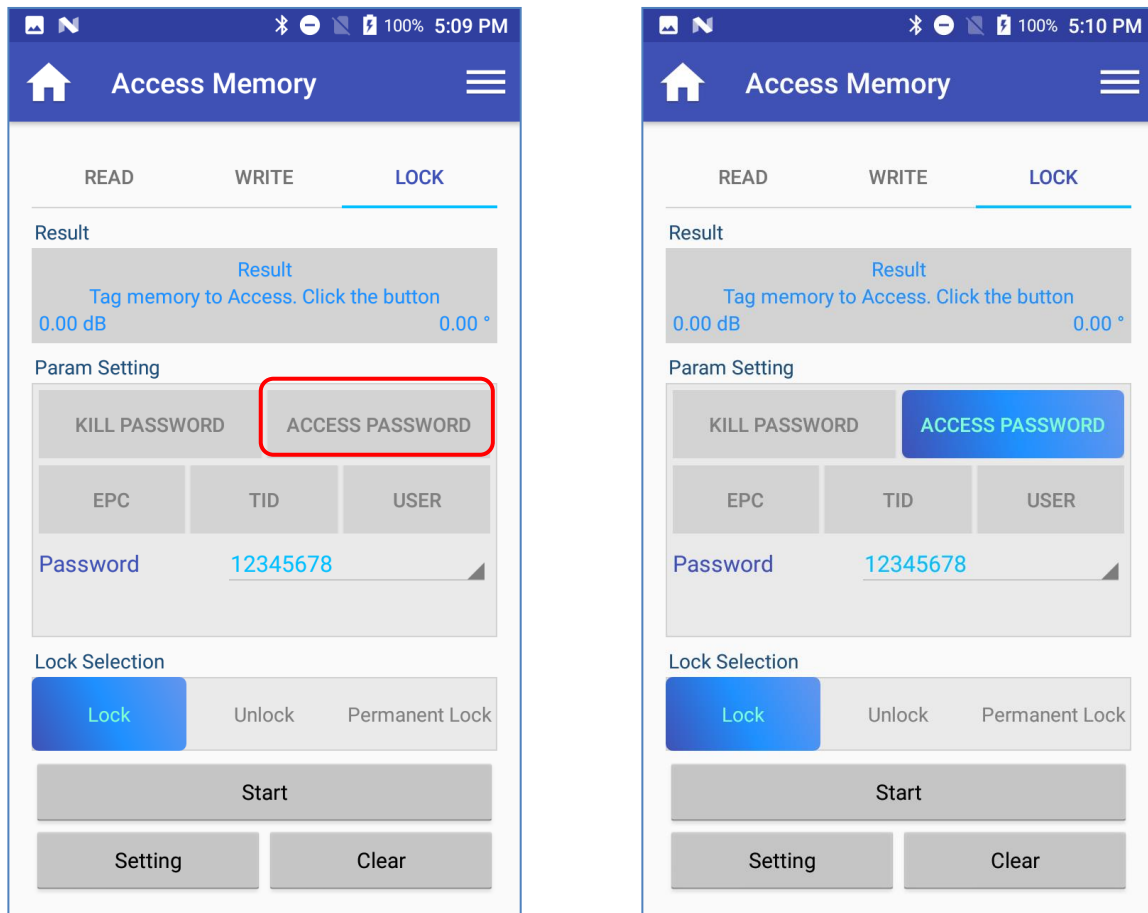 100% 5:09 PM
Access Memory
READ WRITE LOCK
Result
Result
Tag memory to Access. Click the button
0.00 dB 0.00 °
Param Setting
KILL PASSWORD ACCESS PASSWORD
EPC TID USER
Password 12345678
Lock Selection
Lock Unlock Permanent Lock
Start
Setting Clear
100% 5:10 PM
Access Memory
READ WRITE LOCK
Result
Result
Tag memory to Access. Click the button
0.00 dB 0.00 °
Param Setting
KILL PASSWORD ACCESS PASSWORD
EPC TID USER
Password 12345678
Lock Selection
Lock Unlock Permanent Lock
Start
Setting Clear